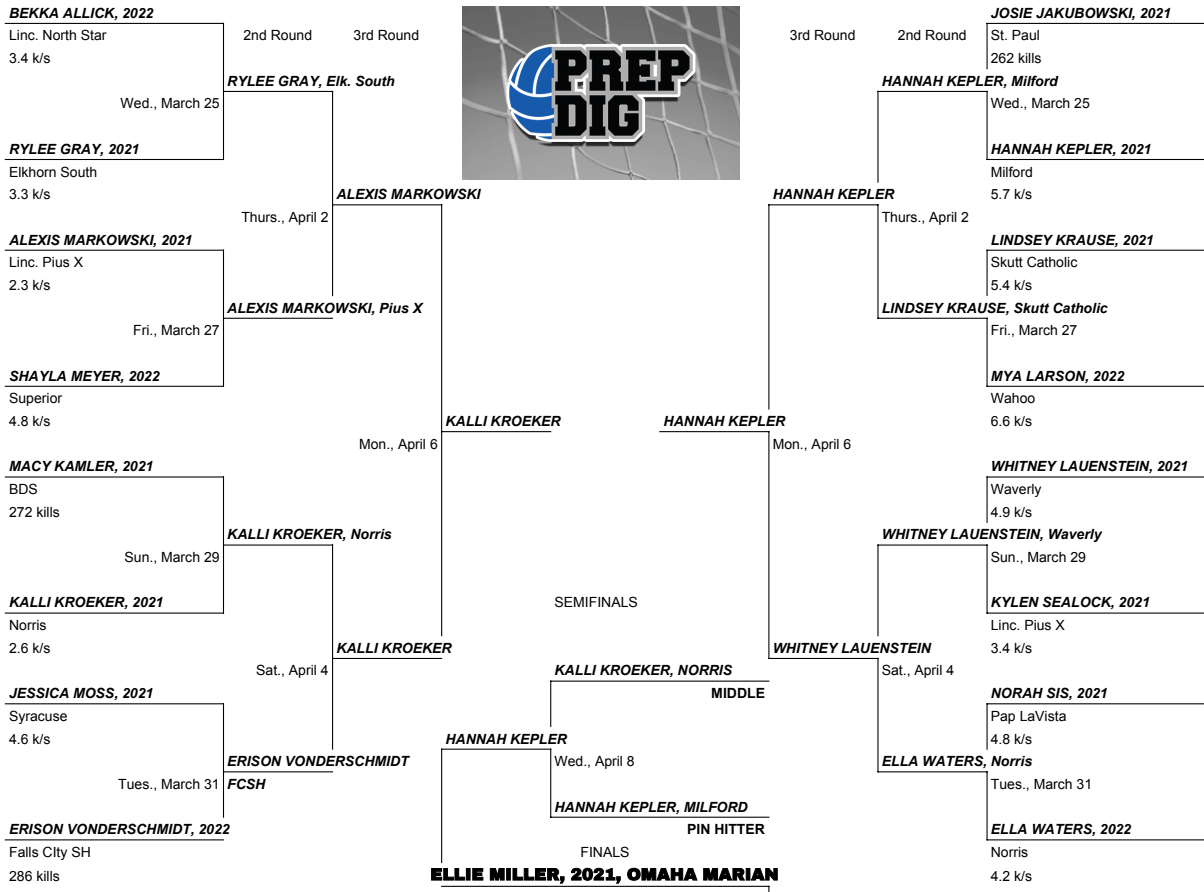 BEKKA ALLICK, 2022
Linc. North Star
3.4 k/s
2nd Round
3rd Round
RYLEE GRAY, Elk. South
Wed., March 25
RYLEE GRAY, 2021
Elkhorn South
3.3 k/s
ALEXIS MARKOWSKI
Thurs., April 2
ALEXIS MARKOWSKI, 2021
Linc. Pius X
2.3 k/s
ALEXIS MARKOWSKI, Pius X
Fri., March 27
SHAYLA MEYER, 2022
Superior
4.8 k/s
KALLI KROEKER
Mon., April 6
MACY KAMLER, 2021
BDS
272 kills
KALLI KROEKER, Norris
Sun., March 29
KALLI KROEKER, 2021
Norris
2.6 k/s
KALLI KROEKER
Sat., April 4
JESSICA MOSS, 2021
Syracuse
4.6 k/s
ERISON VONDERSCHMIDT
Tues., March 31
FCSH
ERISON VONDERSCHMIDT, 2022
Falls CIty SH
286 kills
PREP
DIG
SEMIFINALS
KALLI KROEKER, NORRIS
MIDDLE
HANNAH KEPLER
Wed., April 8
HANNAH KEPLER, MILFORD
PIN HITTER
FINALS
ELLIE MILLER, 2021, OMAHA MARIAN
3rd Round
2nd Round
JOSIE JAKUBOWSKI, 2021
St. Paul
262 kills
HANNAH KEPLER, Milford
Wed., March 25
HANNAH KEPLER, 2021
Milford
5.7 k/s
HANNAH KEPLER
Thurs., April 2
LINDSEY KRAUSE, 2021
Skutt Catholic
5.4 k/s
LINDSEY KRAUSE, Skutt Catholic
Fri., March 27
MYA LARSON, 2022
Wahoo
6.6 k/s
HANNAH KEPLER
Mon., April 6
WHITNEY LAUENSTEIN, 2021
Waverly
4.9 k/s
WHITNEY LAUENSTEIN, Waverly
Sun., March 29
KYLEN SEALOCK, 2021
Linc. Pius X
3.4 k/s
WHITNEY LAUENSTEIN
Sat., April 4
NORAH SIS, 2021
Pap LaVista
4.8 k/s
ELLA WATERS, Norris
Tues., March 31
ELLA WATERS, 2022
Norris
4.2 k/s